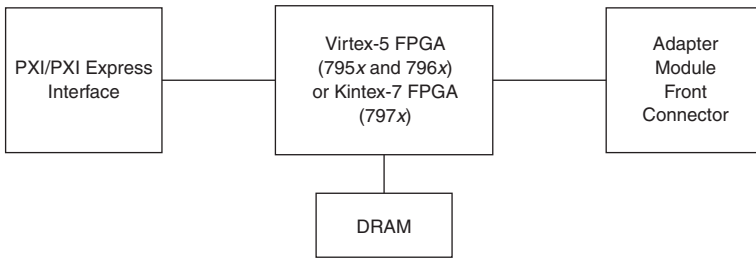 PXI/PXI Express
Interface
Virtex-5 FPGA
(795x and 796x)
or Kintex-7 FPGA
(797x)
Adapter
Module
Front
Connector
DRAM